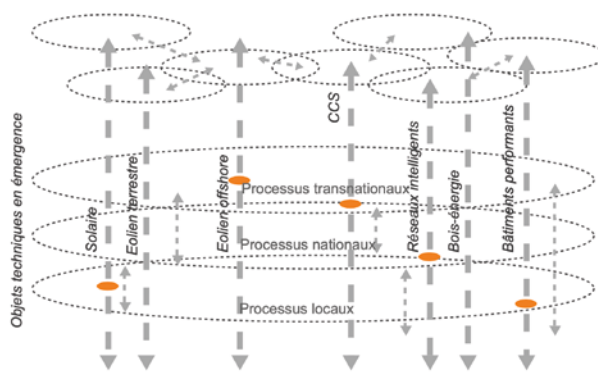 Objets techniques en émergence
Solaire
Eolien terrestre
Eolien offshore
CCS
Réseaux intelligents
Bois-énergie
Bâtiments performants
Processus transnationaux
Processus nationaux
Processus locaux